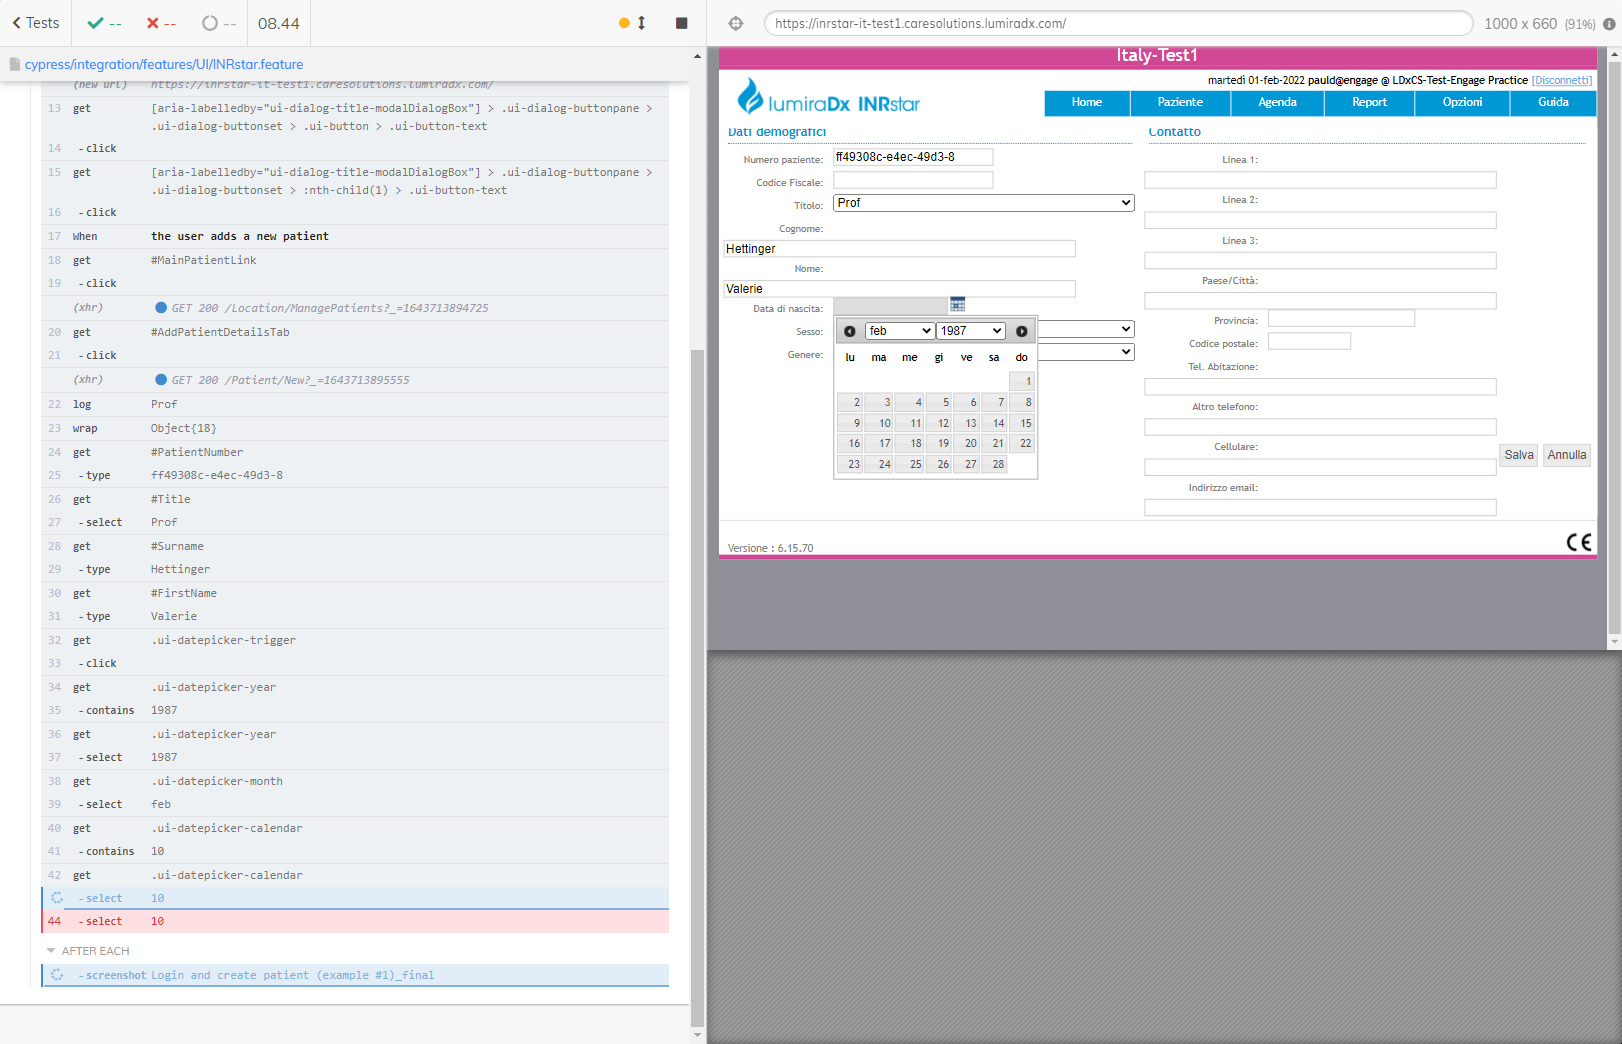 Tests
--
--
--
08.44
cypress/integration/features/UI/INRstar.feature
(new url) https://inrstar-it-test1.caresolutions.lumiradx.com/
13 get [aria-labelledby="ui-dialog-title-modalDialogBox"] > .ui-dialog-buttonpane >
.ui-dialog-buttonset > .ui-button > .ui-button-text
14 -click
15 get [aria-labelledby="ui-dialog-title-modalDialogBox"] > .ui-dialog-buttonpane >
.ui-dialog-buttonset > :nth-child(1) > .ui-button-text
16 -click
17 When the user adds a new patient
18 get #MainPatientLink
19 -click
(xhr) GET 200 /Location/ManagePatients?_=1643713894725
20 get #AddPatientDetailsTab
21 -click
(xhr) GET 200 /Patient/New?_=1643713895555
22 log Prof
23 wrap Object{18}
24 get #PatientNumber
25 -type ff49308c-e4ec-49d3-8
26 get #Title
27 -select Prof
28 get #Surname
29 -type Hettinger
30 get #FirstName
31 -type Valerie
32 get .ui-datepicker-trigger
33 -click
34 get .ui-datepicker-year
35 -contains 1987
36 get .ui-datepicker-year
37 -select 1987
38 get .ui-datepicker-month
39 -select feb
40 get .ui-datepicker-calendar
41 -contains 10
42 get .ui-datepicker-calendar
-select 10
44 -select 10
AFTER EACH
-screenshot Login and create patient (example #1)_final
https://inrstar-it-test1.caresolutions.lumiradx.com/
1000 x 660 (91%)
Italy-Test1
martedì 01-feb-2022 pauld@engage @ LDxCS-Test-Engage Practice [Disconnetti]
lumiraDx INRstar
Home Paziente Agenda Report Opzioni Guida
Dati demografici
Numero paziente: ff49308c-e4ec-49d3-8
Codice Fiscale:
Titolo: Prof
Cognome:
Hettinger
Nome:
Valerie
Data di nascita:
Sesso:
Genere:
feb 1987
lu ma me gi ve sa do
1
2 3 4 5 6 7 8
9 10 11 12 13 14 15
16 17 18 19 20 21 22
23 24 25 26 27 28
Contatto
Linea 1:
Linea 2:
Linea 3:
Paese/Città:
Provincia:
Codice postale:
Tel. Abitazione:
Altro telefono:
Cellulare:
Indirizzo email:
Salva Annulla
Versione : 6.15.70
CE